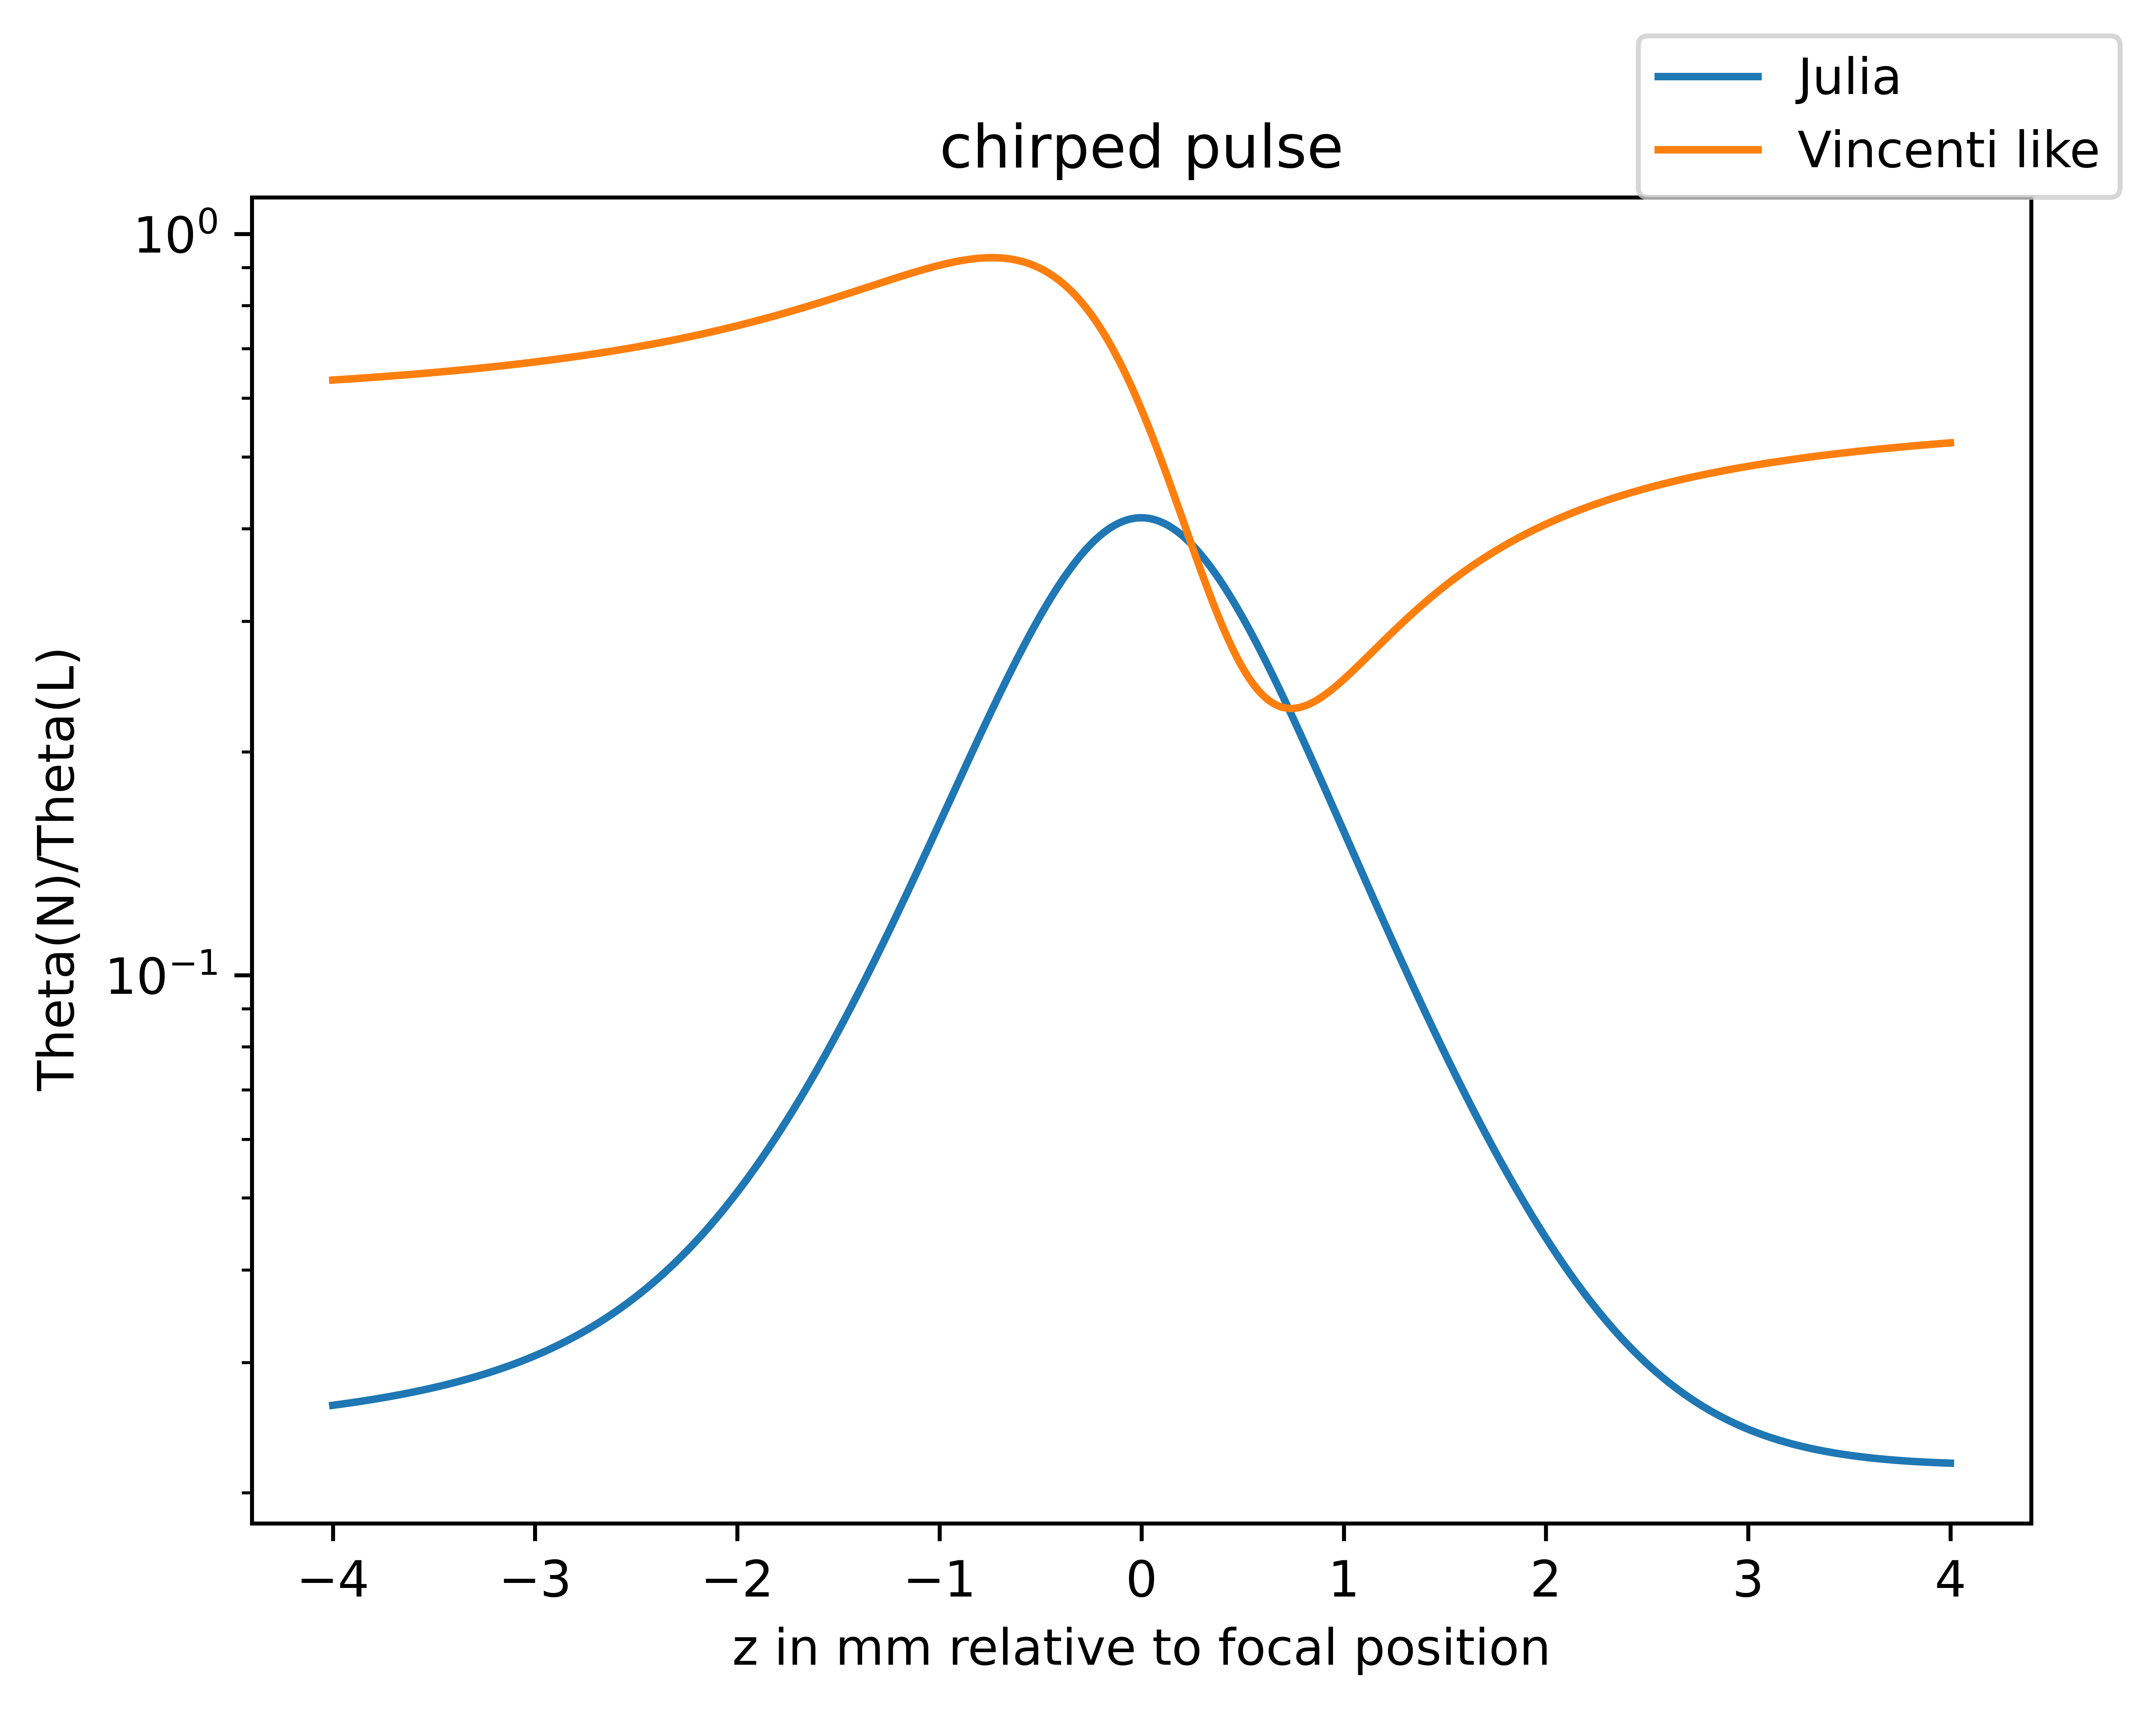 Julia
Vincenti like
chirped pulse
10⁰
10⁻¹
Theta(N)/Theta(L)
−4 −3 −2 −1 0 1 2 3 4
z in mm relative to focal position